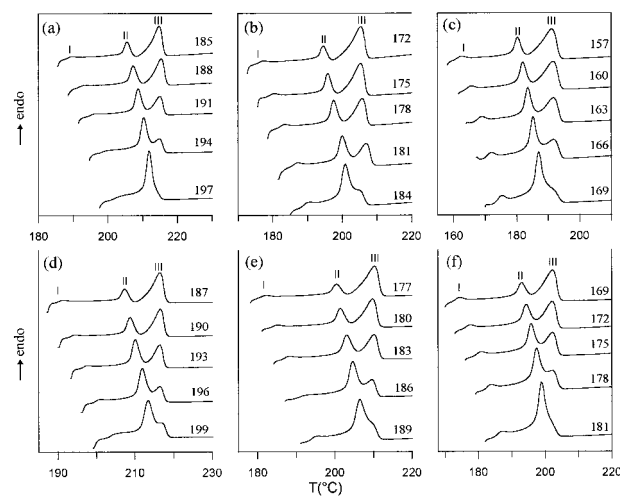 (a) I II III
185
188
191
194
197
(b) I II III
172
175
178
181
184
(c) I II III
157
160
163
166
169
→ endo
180 200 220
180 200 220
160 180 200
(d) I II III
187
190
193
196
199
(e) I II III
177
180
183
186
189
(f) I II III
169
172
175
178
181
→ endo
190 200 210 220 230
180 200 220
180 200 220
T(°C)